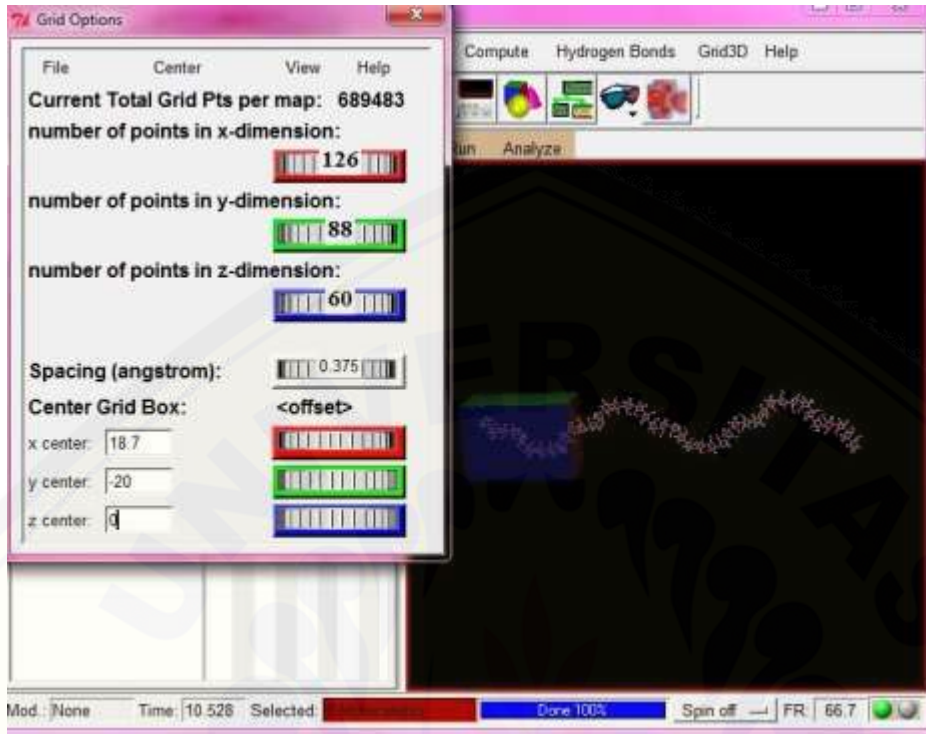 Grid Options
File Center View Help
Current Total Grid Pts per map: 689483
number of points in x-dimension:
126
number of points in y-dimension:
88
number of points in z-dimension:
60
Spacing (angstrom): 0.375
Center Grid Box: <offset>
x center: 18.7
y center: -20
z center: 0
Compute Hydrogen Bonds Grid3D Help
Analyze
Mod.: None Time: 10.528 Selected: Done 100% Spin off FR: 66.7
UNIVERSITAS